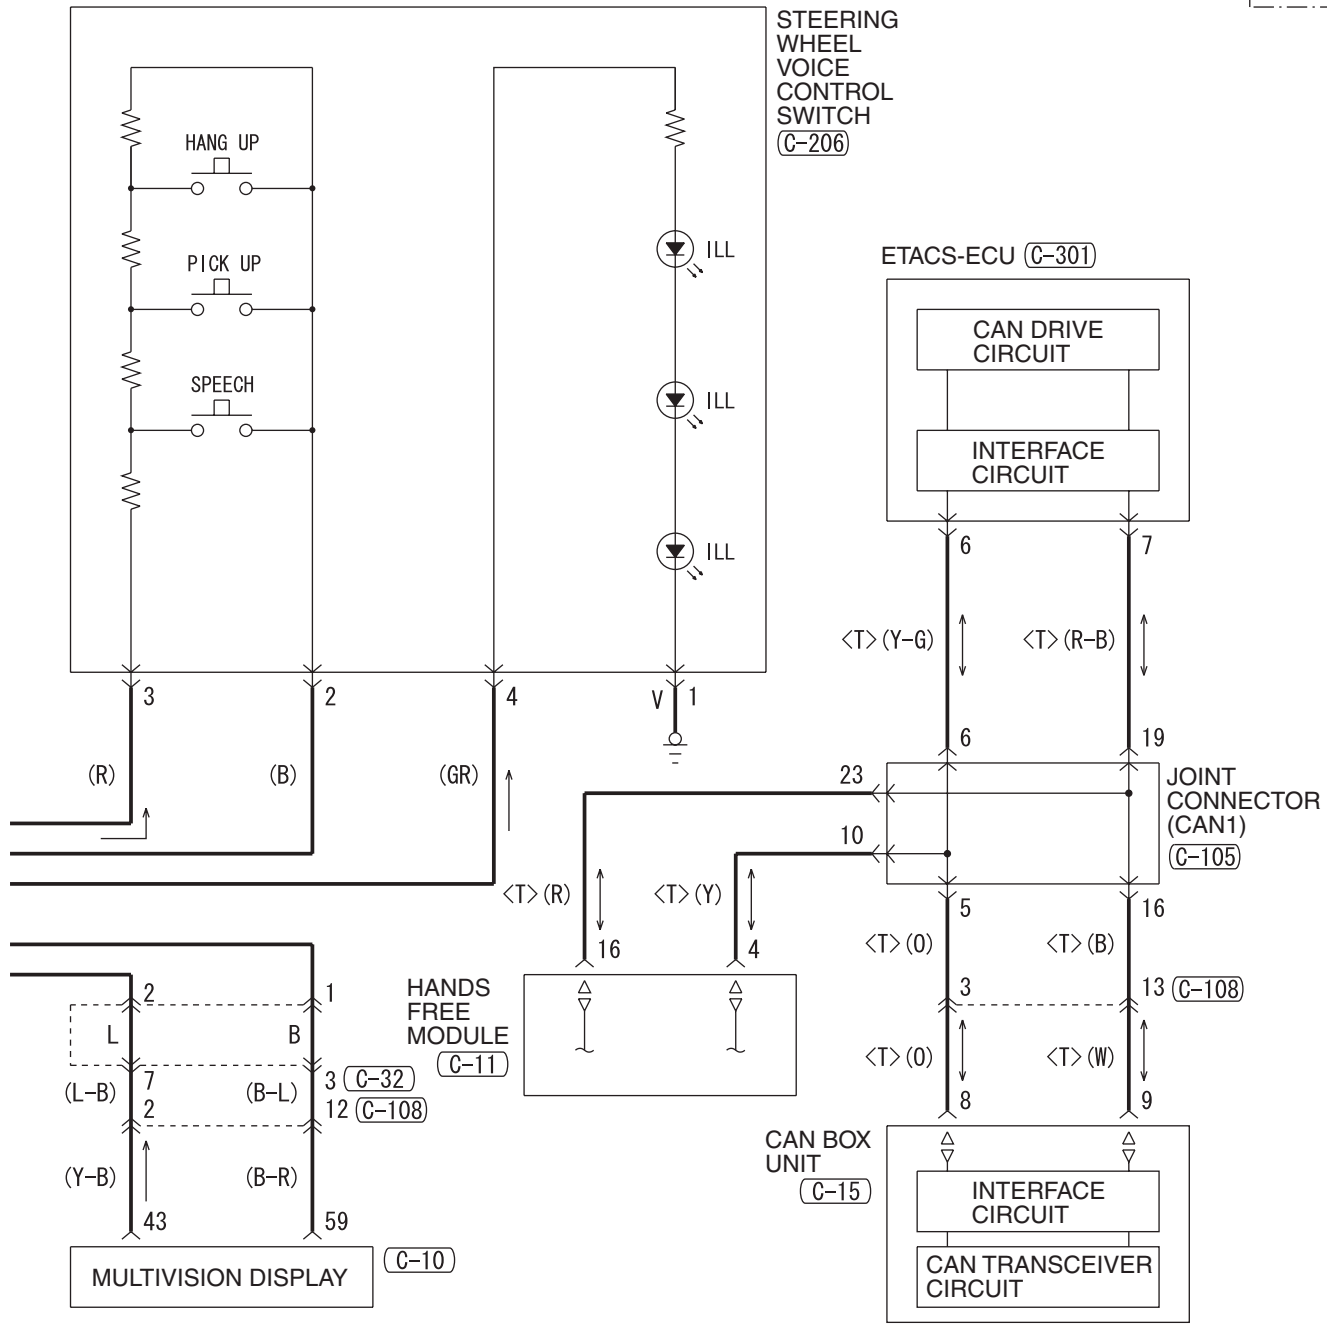 STEERING
WHEEL
VOICE
CONTROL
SWITCH
C-206
HANG UP
PICK UP
SPEECH
ILL
ILL
ILL
3
2
4
V 1
(R)
(B)
(GR)
ETACS-ECU C-301
CAN DRIVE
CIRCUIT
INTERFACE
CIRCUIT
6
7
<T>(Y-G)
<T>(R-B)
6
19
23
10
JOINT
CONNECTOR
(CAN1)
C-105
<T>(R)
<T>(Y)
5
16
<T>(O)
<T>(B)
16
4
HANDS
FREE
MODULE
C-11
3
13 C-108
<T>(O)
<T>(W)
8
9
CAN BOX
UNIT
C-15
INTERFACE
CIRCUIT
CAN TRANSCEIVER
CIRCUIT
2
1
L
B
7
3 C-32
(L-B)
(B-L)
2
12 C-108
(Y-B)
(B-R)
43
59
MULTIVISION DISPLAY
C-10